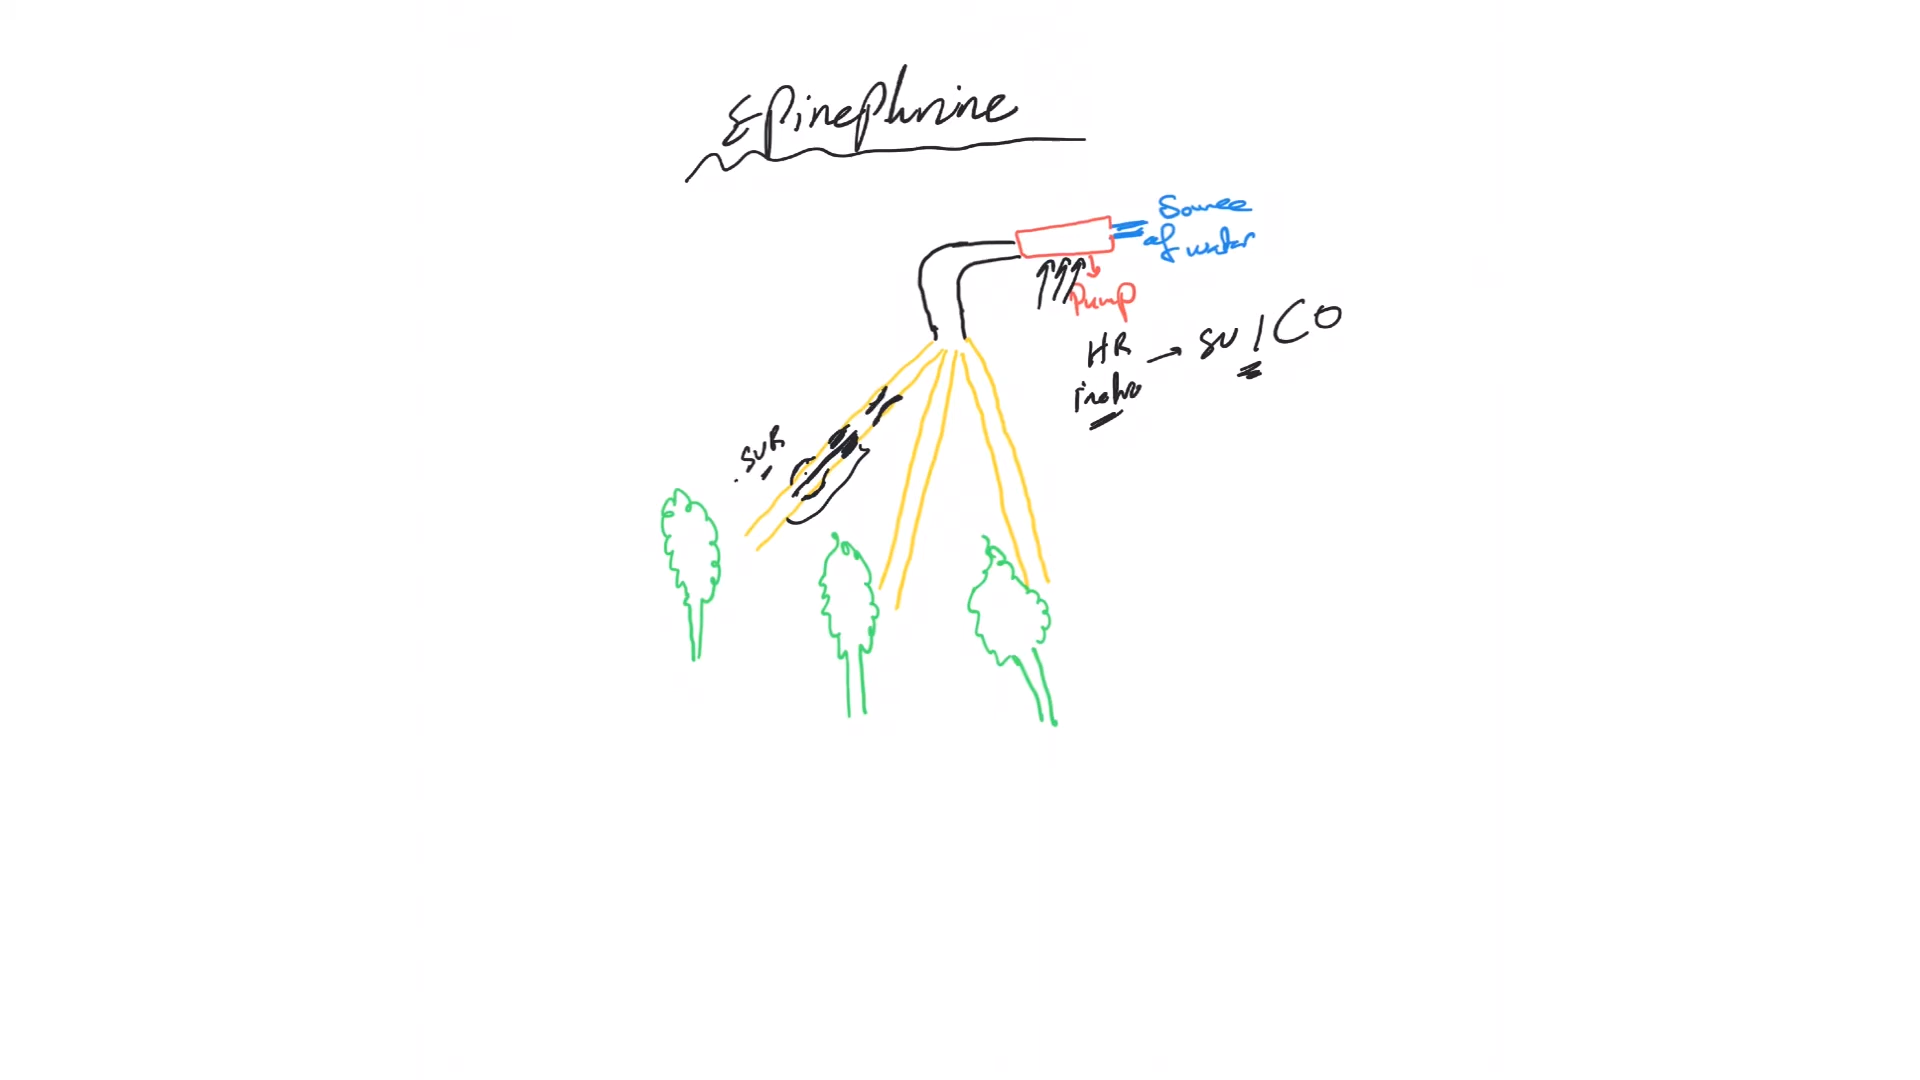 Epinephrine
Source
of water
Pump
HR → SV / CO
inotro
SVR